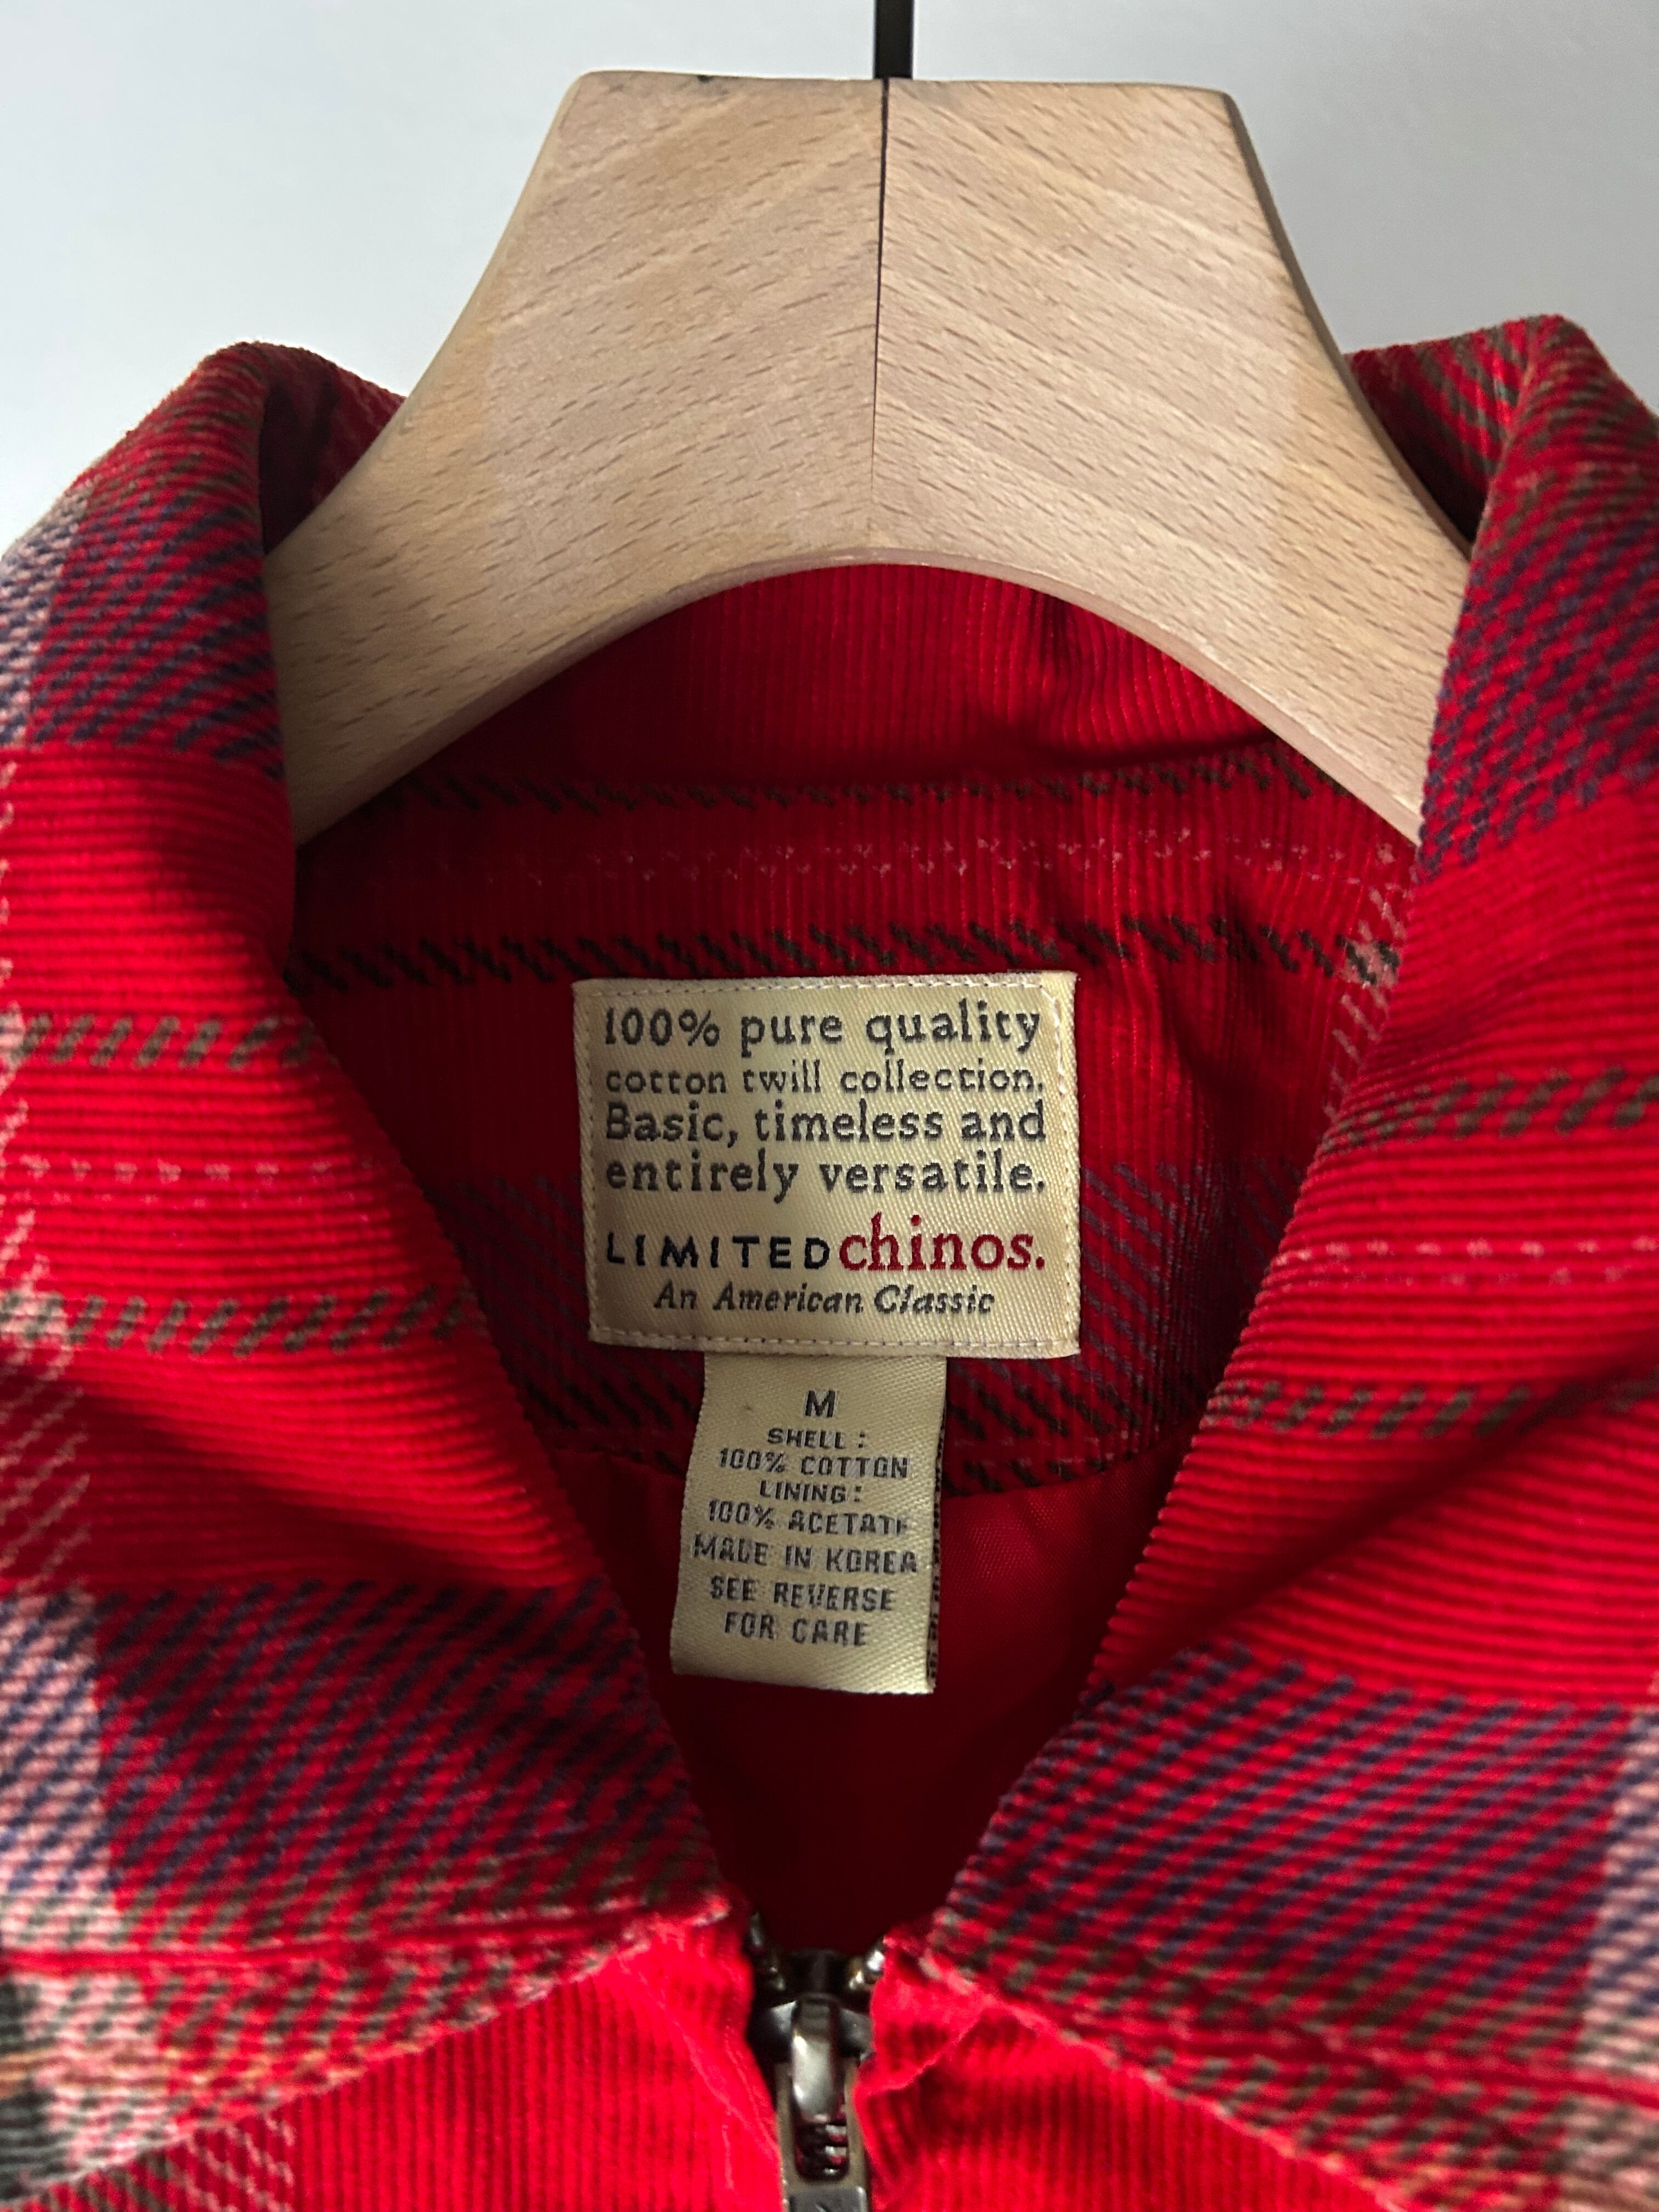 100% pure quality
cotton twill collection.
Basic, timeless and
entirely versatile.
LIMITEDchinos.
An American Classic
M
SHELL:
100% COTTON
LINING:
100% ACETATE
MADE IN KOREA
SEE REVERSE
FOR CARE